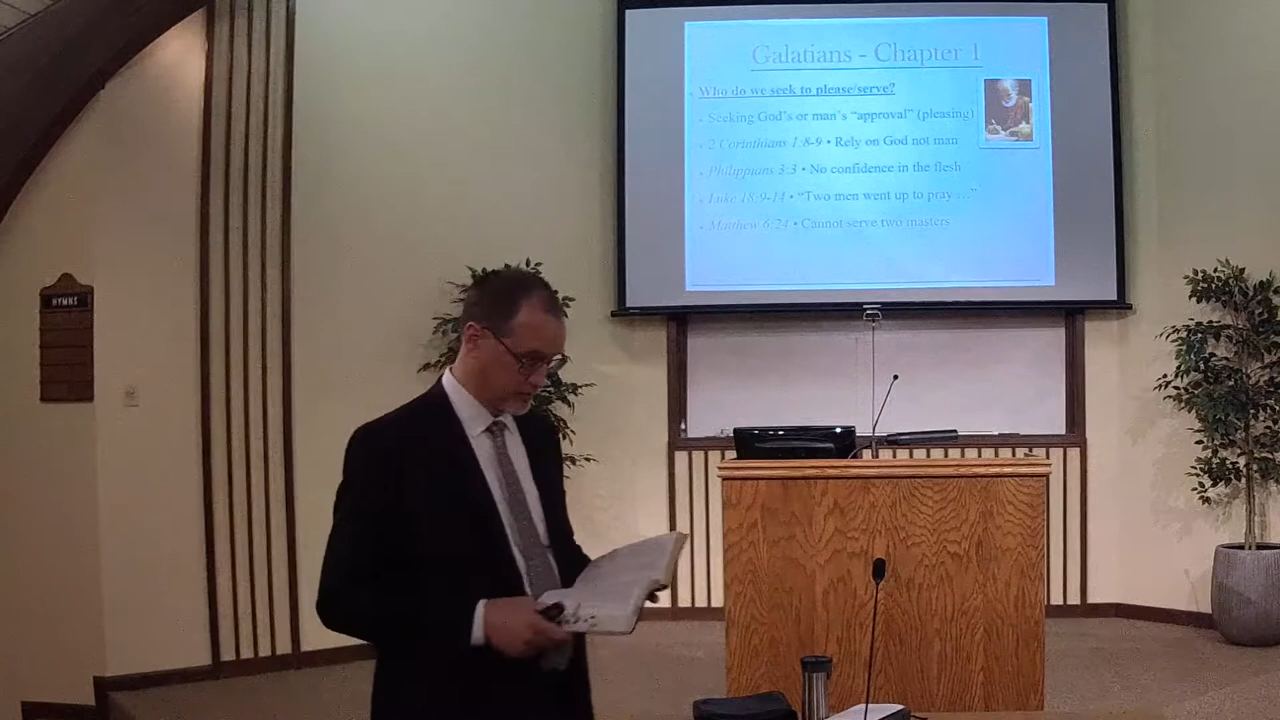 Galatians - Chapter 1
Who do we seek to please/serve?
• Seeking God's or man's "approval" (pleasing)
• 2 Corinthians 1:8-9 • Rely on God not man
• Philippians 3:3 • No confidence in the flesh
• Luke 18:9-14 • "Two men went up to pray …"
• Matthew 6:24 • Cannot serve two masters
HYMNS